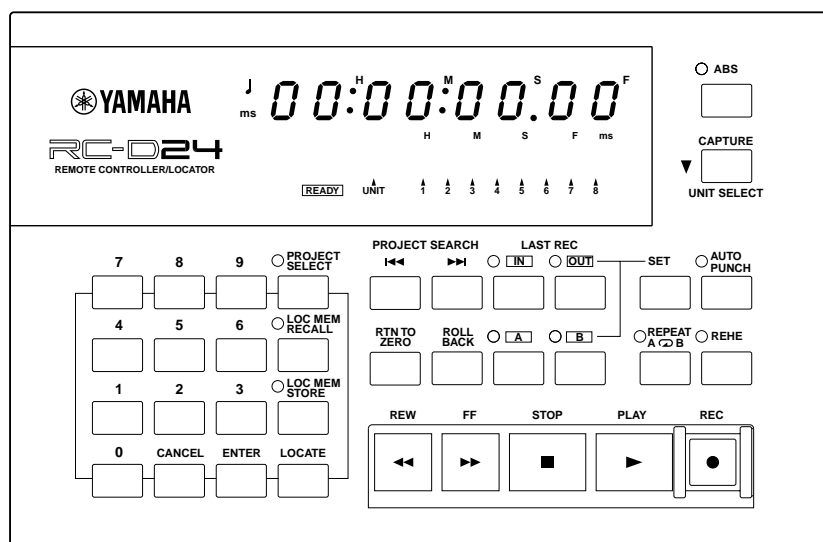 H M S F
ABS
ms
00:00:00.00
YAMAHA
H M S F ms
RC-D24
REMOTE CONTROLLER/LOCATOR
CAPTURE
UNIT SELECT
READY UNIT 1 2 3 4 5 6 7 8
7 8 9 PROJECT SELECT
PROJECT SEARCH LAST REC
IN OUT SET AUTO PUNCH
4 5 6 LOC MEM RECALL
RTN TO ZERO ROLL BACK A B REPEAT A B REHE
1 2 3 LOC MEM STORE
REW FF STOP PLAY REC
0 CANCEL ENTER LOCATE